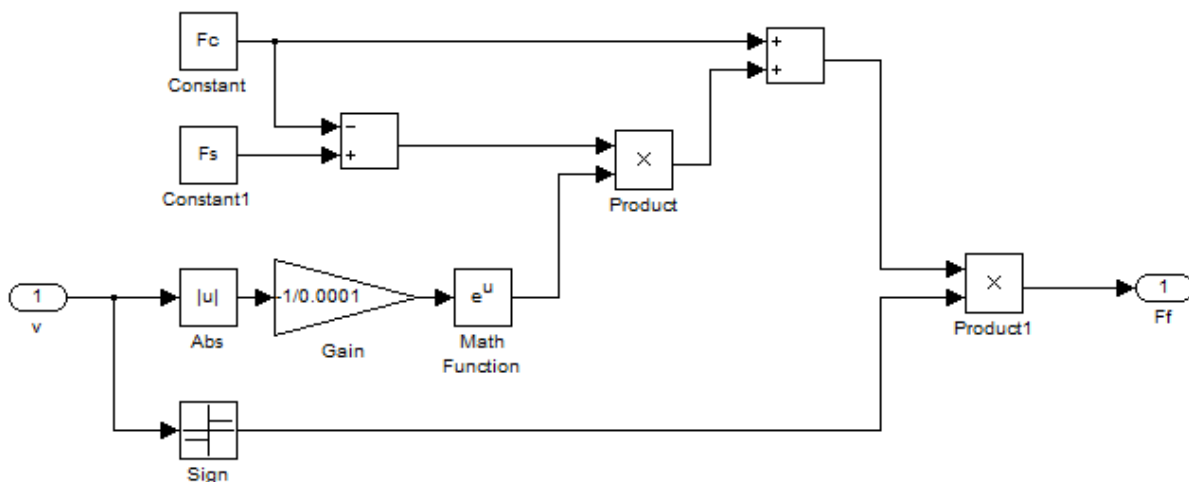 Fc
+
+
Constant
−
+
Fs
×
Constant1
Product
1
v
|u|
Abs
-1/0.0001
Gain
e^u
Math
Function
×
Product1
1
Ff
Sign